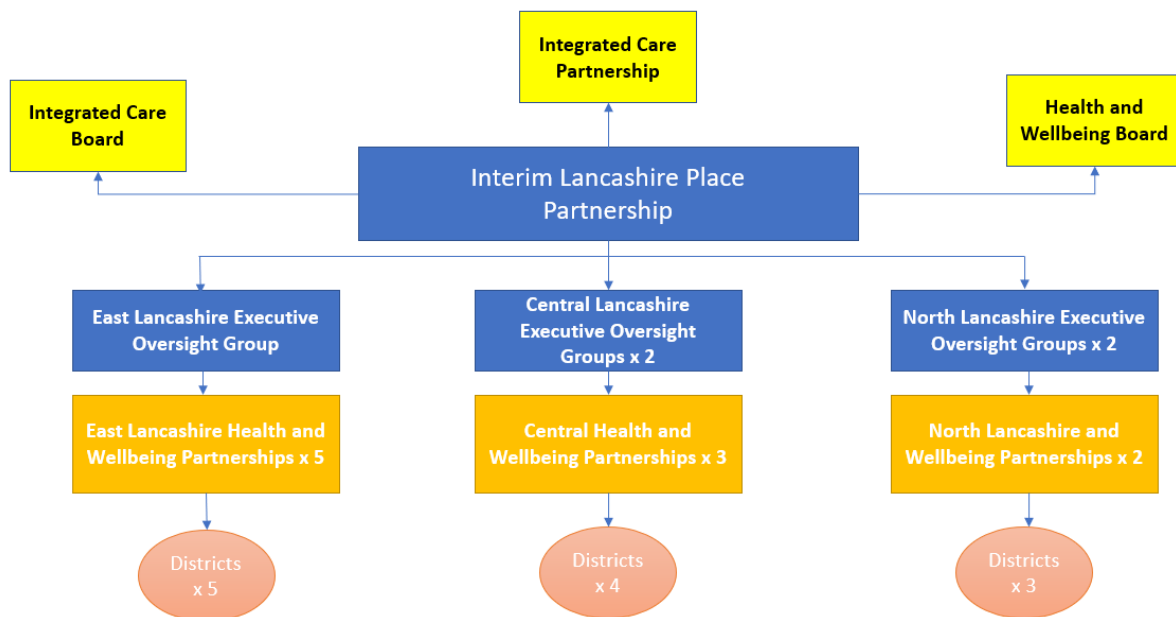 Integrated Care
Partnership
Integrated Care
Board
Health and
Wellbeing Board
Interim Lancashire Place
Partnership
East Lancashire Executive
Oversight Group
Central Lancashire
Executive Oversight
Groups x 2
North Lancashire Executive
Oversight Groups x 2
East Lancashire Health and
Wellbeing Partnerships x 5
Central Health and
Wellbeing Partnerships x 3
North Lancashire and
Wellbeing Partnerships x 2
Districts
x 5
Districts
x 4
Districts
x 3